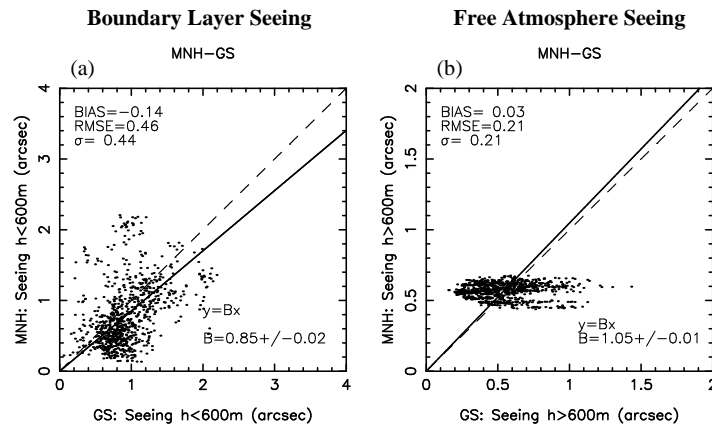 Boundary Layer Seeing
MNH-GS
(a)
BIAS=-0.14
RMSE=0.46
σ= 0.44
y=Bx
B=0.85+/-0.02
MNH: Seeing h<600m (arcsec)
0 1 2 3 4
0 1 2 3 4
GS: Seeing h<600m (arcsec)
Free Atmosphere Seeing
MNH-GS
(b)
BIAS= 0.03
RMSE=0.21
σ= 0.21
y=Bx
B=1.05+/-0.01
MNH: Seeing h>600m (arcsec)
0 0.5 1 1.5 2
0 0.5 1 1.5 2
GS: Seeing h>600m (arcsec)